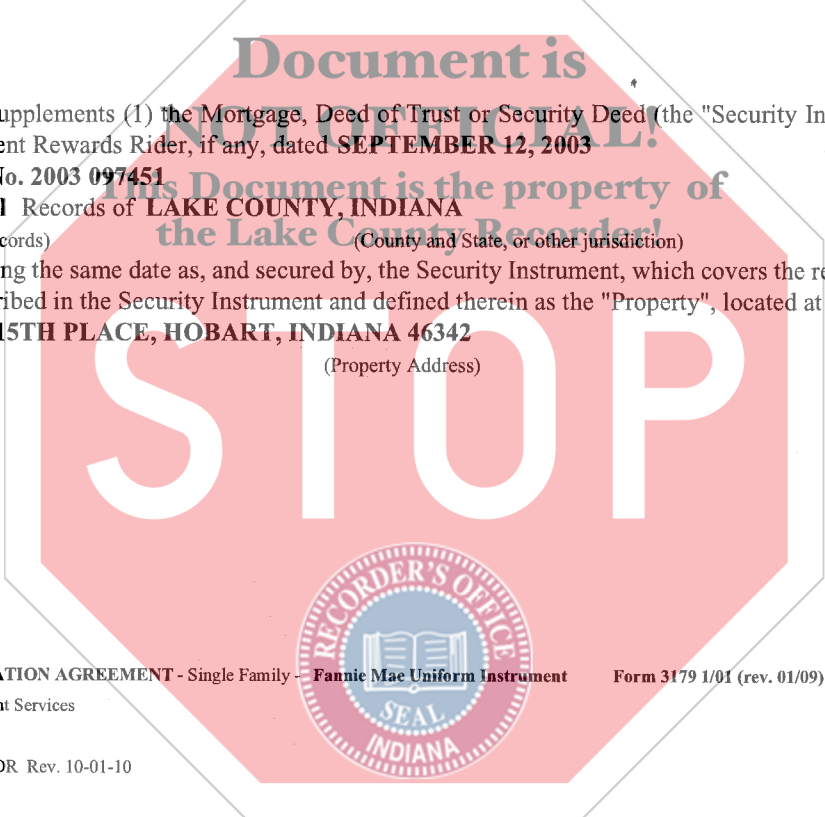 Document is
upplements (1) the Mortgage, Deed of Trust or Security Deed (the "Security In
NOT OFFICIAL!
ent Rewards Rider, if any, dated SEPTEMBER 12, 2003
No. 2003 097451
This Document is the property of
l Records of LAKE COUNTY, INDIANA
the Lake County Recorder!
cords) (County and State, or other jurisdiction)
ng the same date as, and secured by, the Security Instrument, which covers the re
ribed in the Security Instrument and defined therein as the "Property", located at
15TH PLACE, HOBART, INDIANA 46342
(Property Address)
STOP
RECORDER'S OFFICE
ATION AGREEMENT - Single Family - Fannie Mae Uniform Instrument Form 3179 1/01 (rev. 01/09)
nt Services
SEAL
INDIANA
OR Rev. 10-01-10